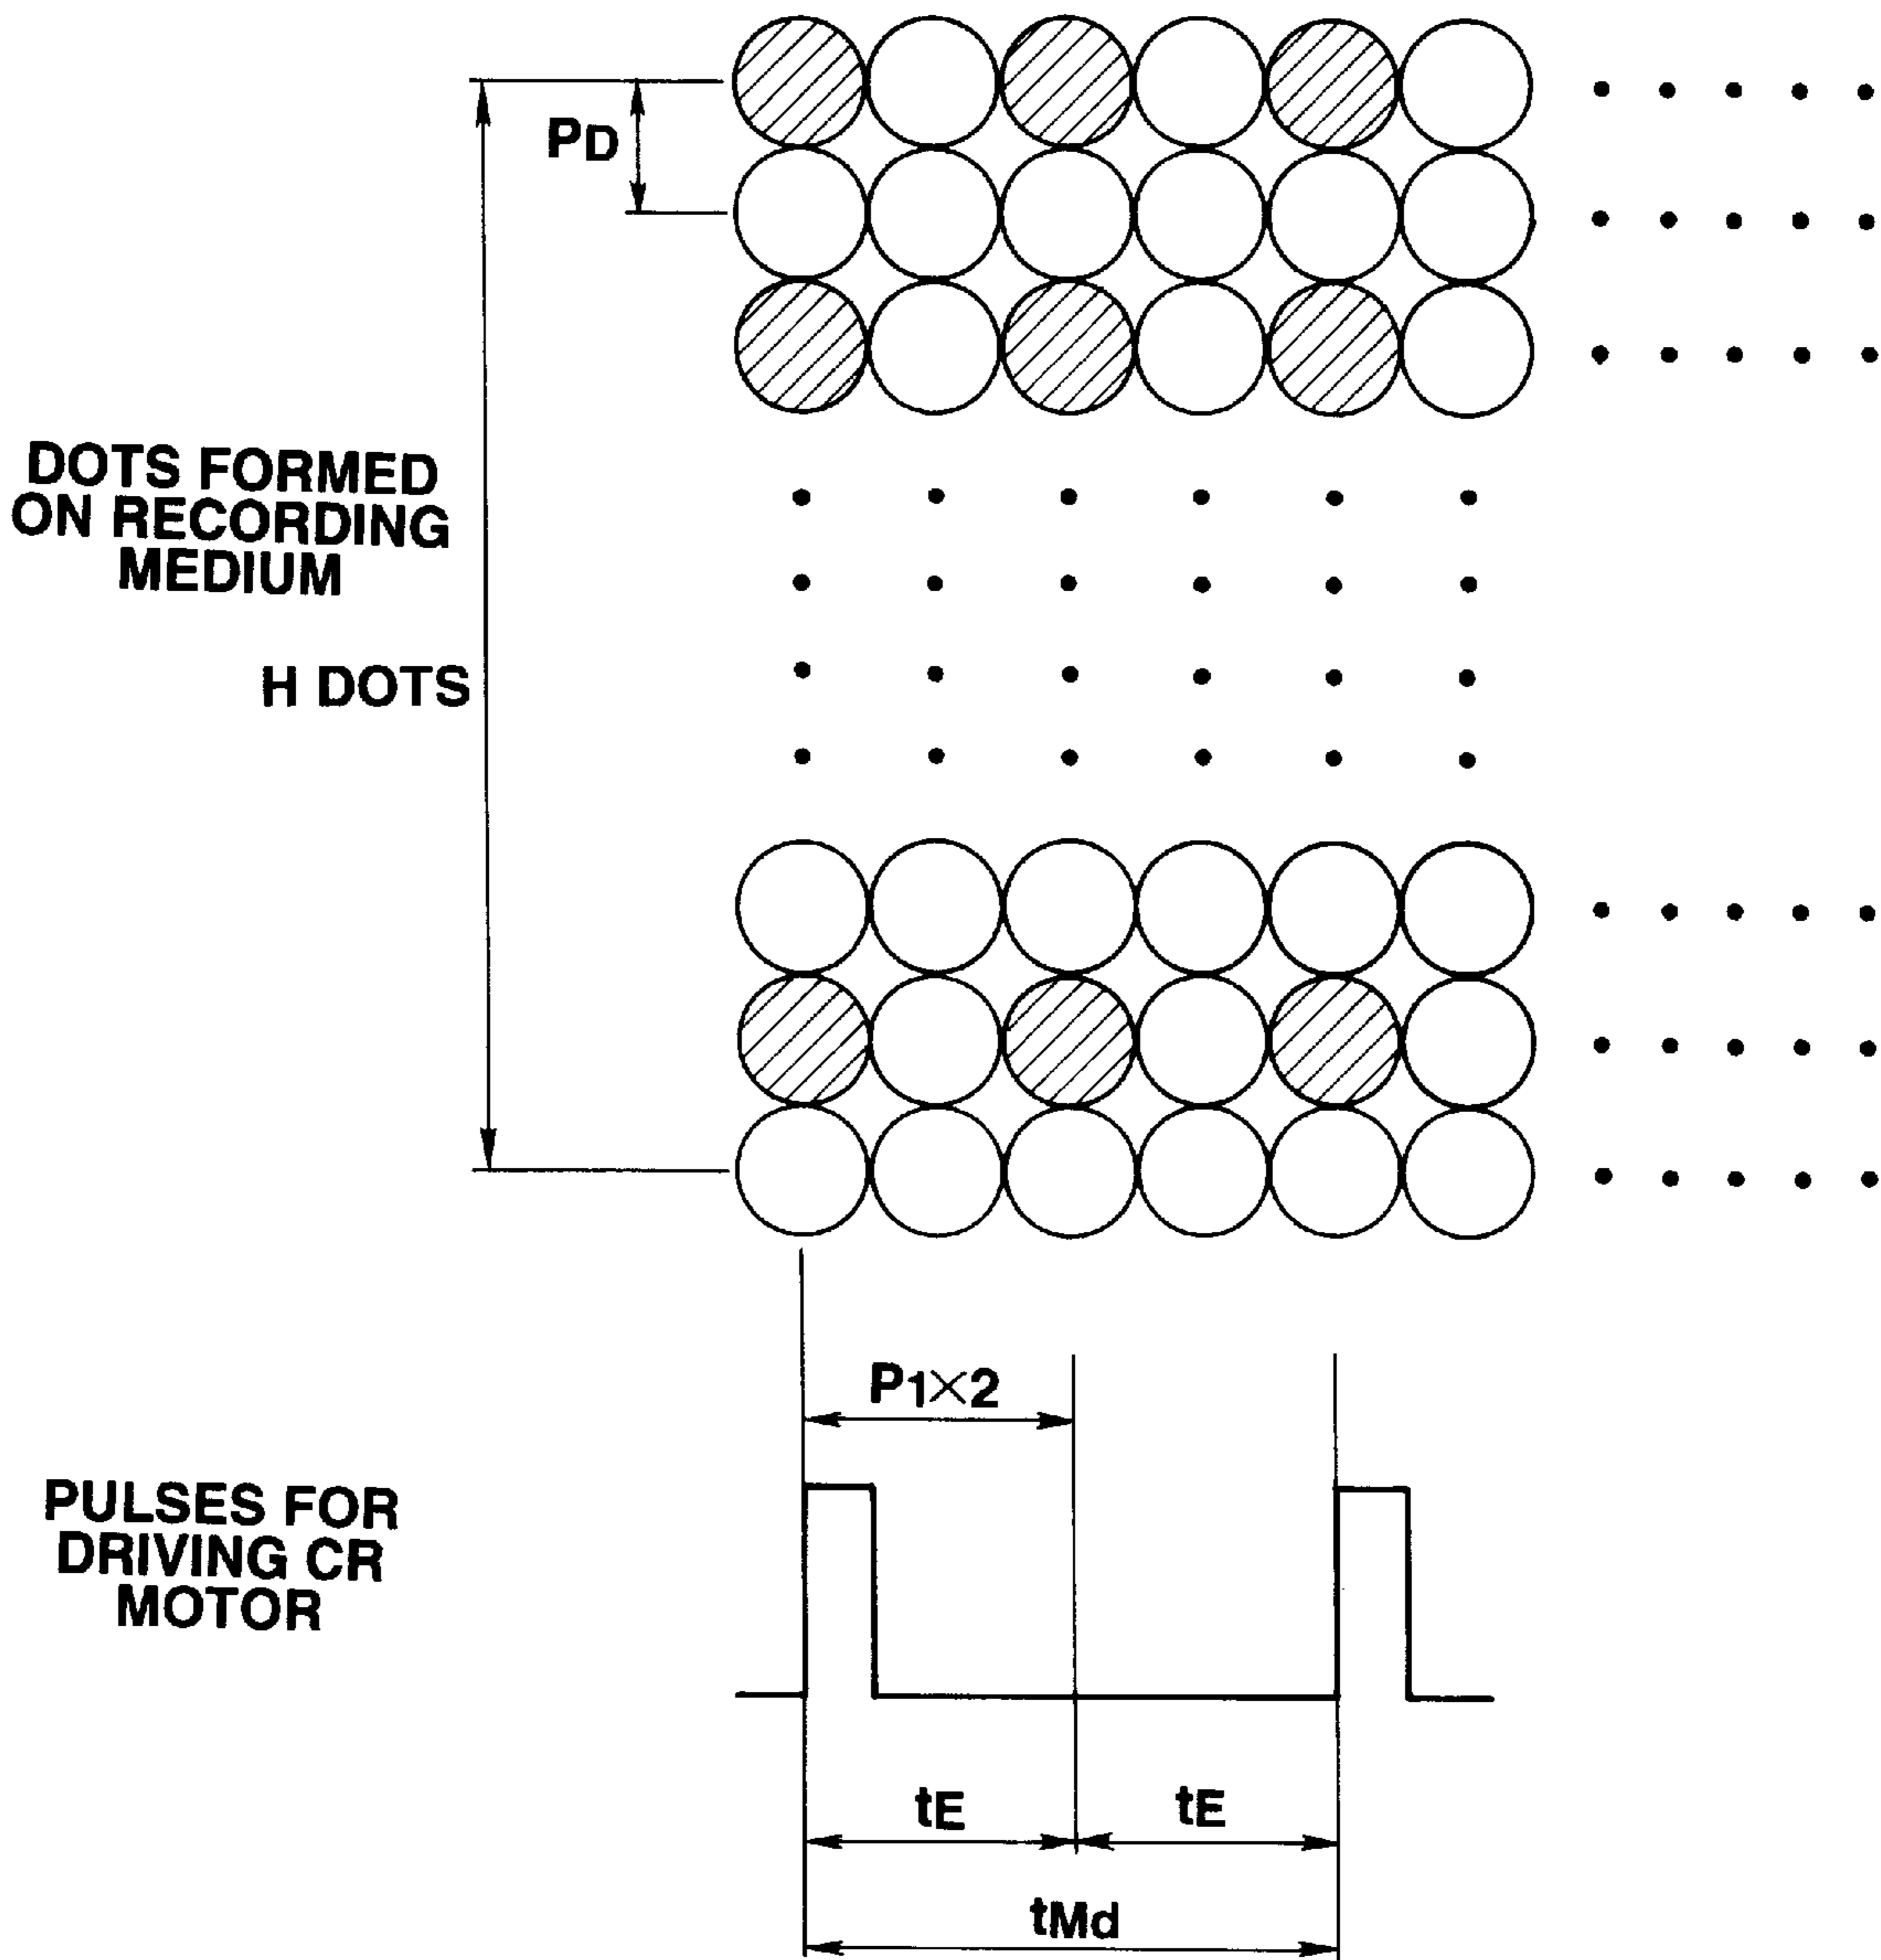 PD
DOTS FORMED
ON RECORDING
MEDIUM
H DOTS
P1×2
PULSES FOR
DRIVING CR
MOTOR
tE
tE
tMd